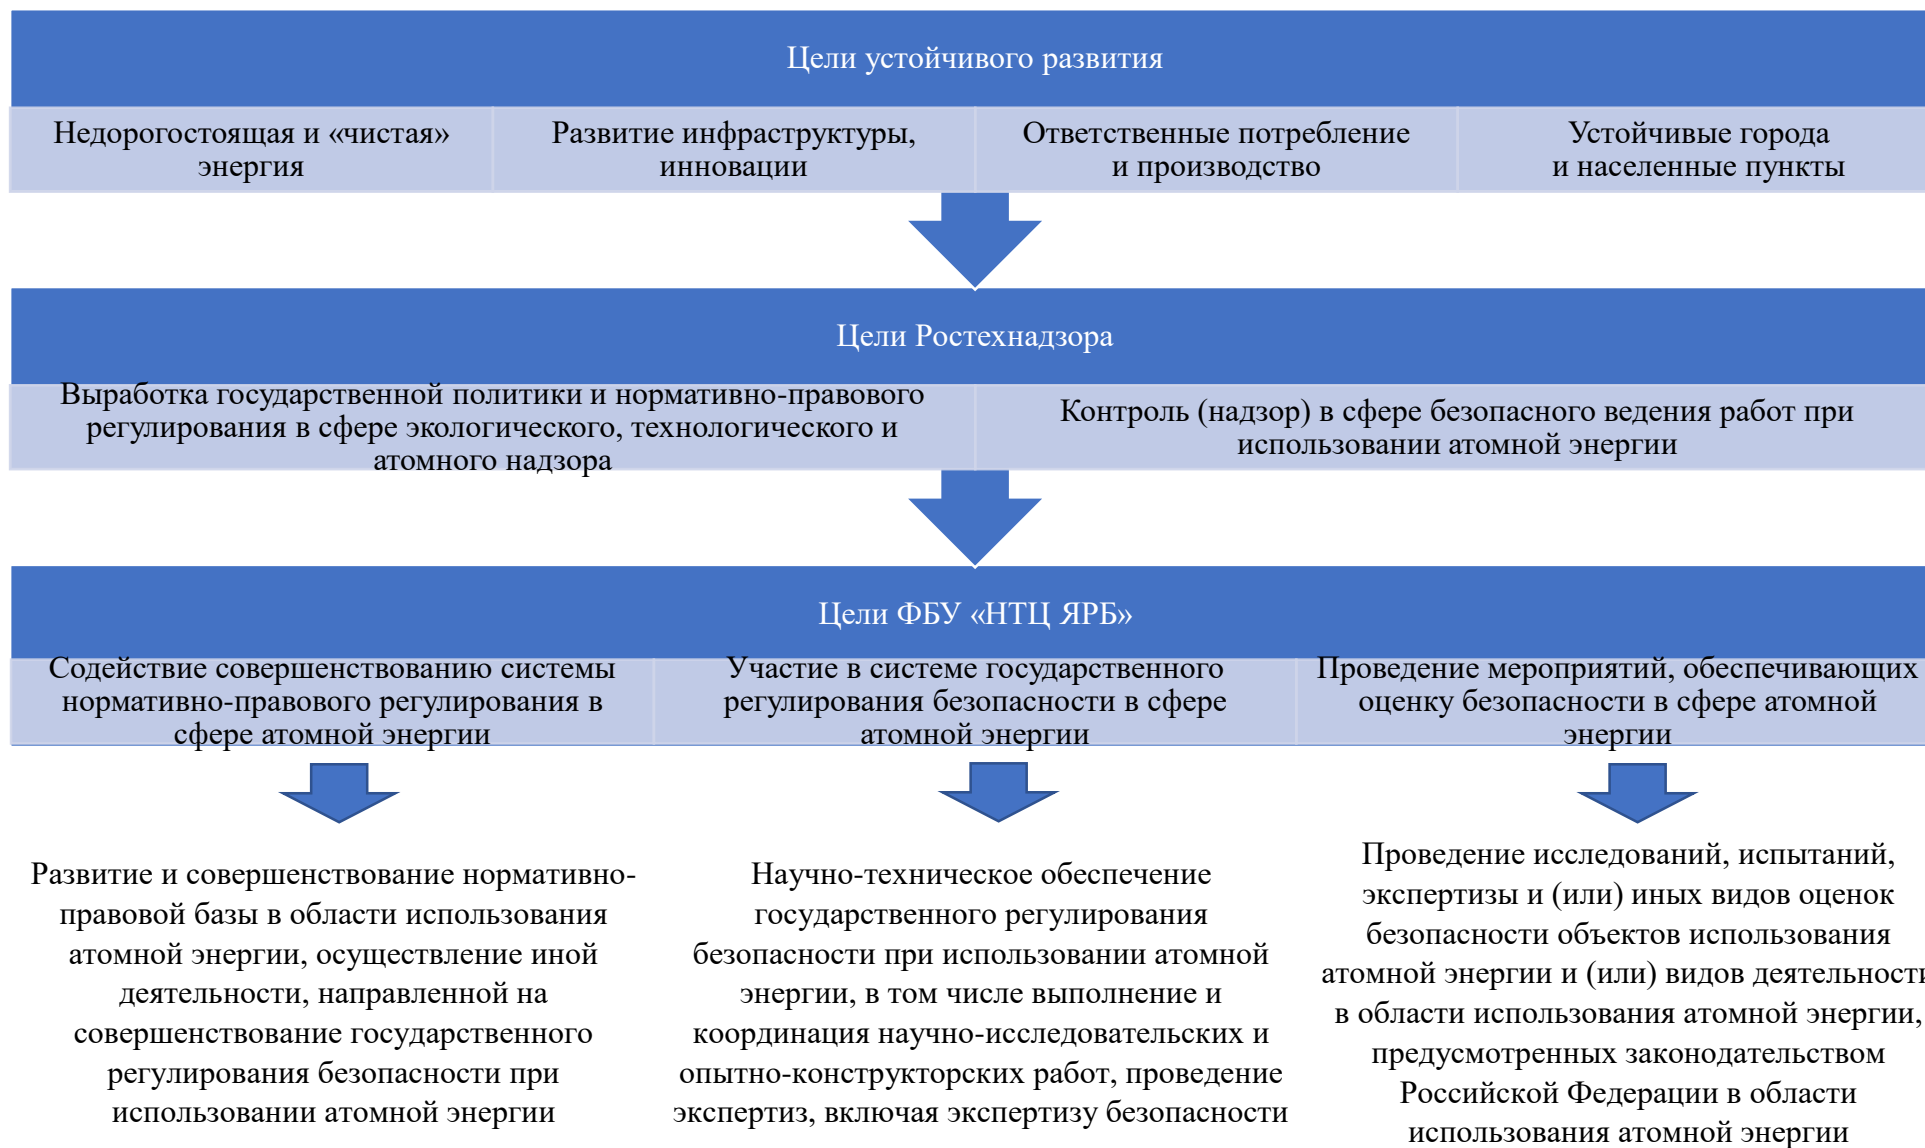 Цели устойчивого развития
Недорогостоящая и «чистая»
энергия
Развитие инфраструктуры,
инновации
Ответственные потребление
и производство
Устойчивые города
и населенные пункты
Цели Ростехнадзора
Выработка государственной политики и нормативно-правового
регулирования в сфере экологического, технологического и
атомного надзора
Контроль (надзор) в сфере безопасного ведения работ при
использовании атомной энергии
Цели ФБУ «НТЦ ЯРБ»
Содействие совершенствованию системы
нормативно-правового регулирования в
сфере атомной энергии
Участие в системе государственного
регулирования безопасности в сфере
атомной энергии
Проведение мероприятий, обеспечивающих
оценку безопасности в сфере атомной
энергии
Развитие и совершенствование нормативно-
правовой базы в области использования
атомной энергии, осуществление иной
деятельности, направленной на
совершенствование государственного
регулирования безопасности при
использовании атомной энергии
Научно-техническое обеспечение
государственного регулирования
безопасности при использовании атомной
энергии, в том числе выполнение и
координация научно-исследовательских и
опытно-конструкторских работ, проведение
экспертиз, включая экспертизу безопасности
Проведение исследований, испытаний,
экспертизы и (или) иных видов оценок
безопасности объектов использования
атомной энергии и (или) видов деятельности
в области использования атомной энергии,
предусмотренных законодательством
Российской Федерации в области
использования атомной энергии